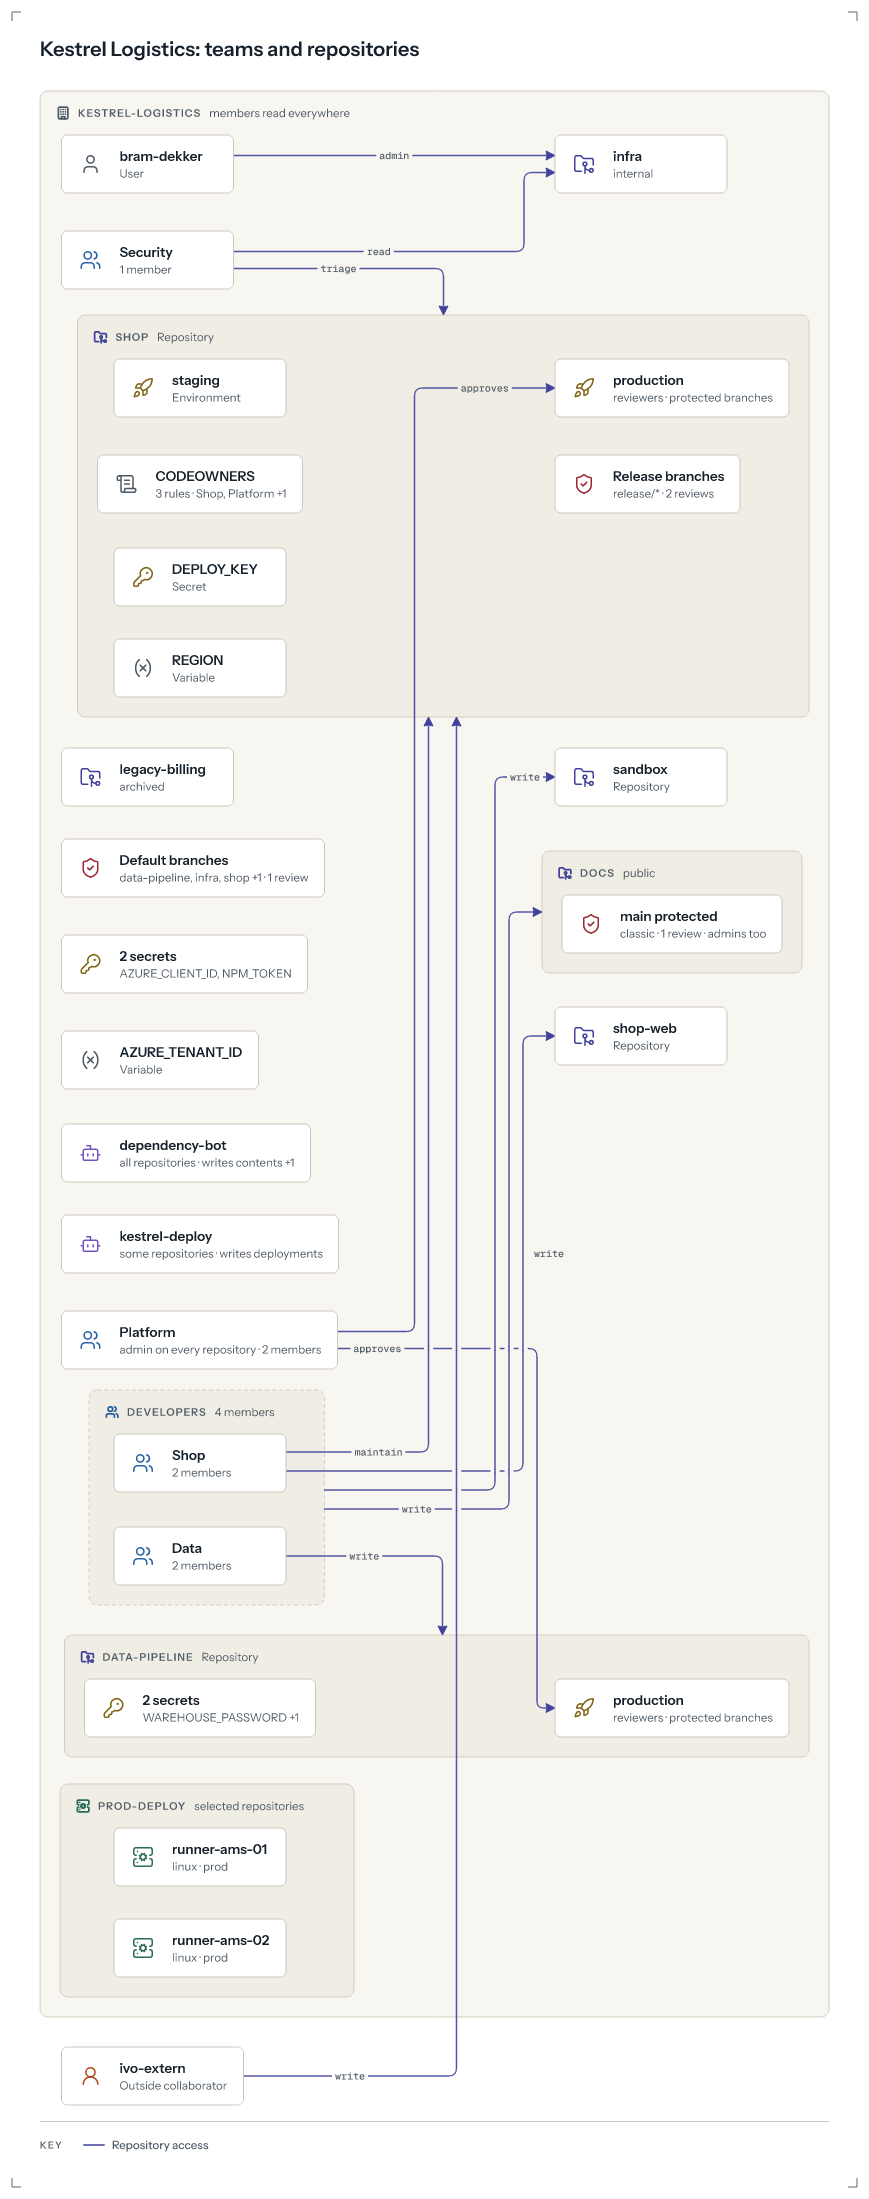 Kestrel Logistics: teams and repositories
KESTREL-LOGISTICS members read everywhere
bram-dekker
User
admin
infra
internal
Security
1 member
read
triage
SHOP Repository
staging
Environment
approves
production
reviewers · protected branches
CODEOWNERS
3 rules · Shop, Platform +1
Release branches
release/* · 2 reviews
DEPLOY_KEY
Secret
REGION
Variable
legacy-billing
archived
write
sandbox
Repository
Default branches
data-pipeline, infra, shop +1 · 1 review
DOCS public
main protected
classic · 1 review · admins too
2 secrets
AZURE_CLIENT_ID, NPM_TOKEN
shop-web
Repository
AZURE_TENANT_ID
Variable
dependency-bot
all repositories · writes contents +1
kestrel-deploy
some repositories · writes deployments
write
Platform
admin on every repository · 2 members
approves
DEVELOPERS 4 members
Shop
2 members
maintain
write
Data
2 members
write
DATA-PIPELINE Repository
2 secrets
WAREHOUSE_PASSWORD +1
production
reviewers · protected branches
PROD-DEPLOY selected repositories
runner-ams-01
linux · prod
runner-ams-02
linux · prod
ivo-extern
Outside collaborator
write
KEY Repository access